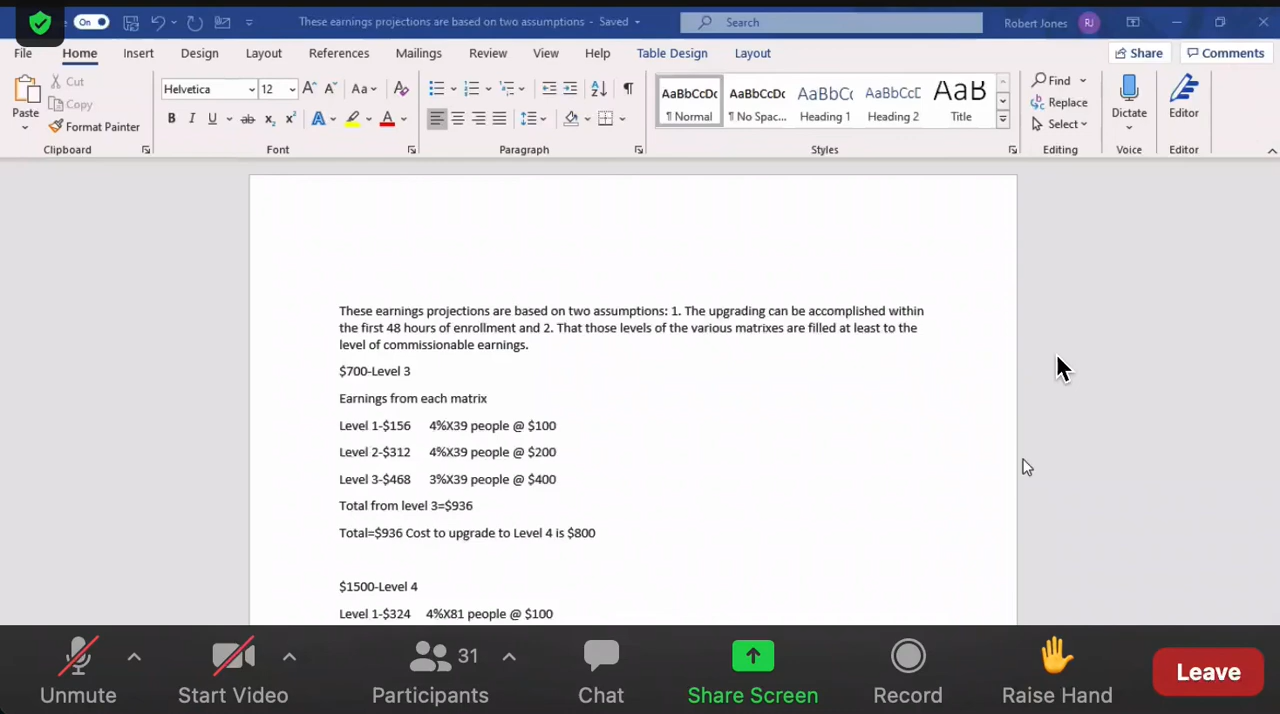 On
These earnings projections are based on two assumptions - Saved
Search
Robert Jones RJ
File Home Insert Design Layout References Mailings Review View Help Table Design Layout
Share Comments
Paste
Cut
Copy
Format Painter
Clipboard
Helvetica 12
Aa
B I U ab x₂ x² A A
Font
Paragraph
AaBbCcDc AaBbCcDc AaBbCc AaBbCcD AaB
¶ Normal ¶ No Spac... Heading 1 Heading 2 Title
Styles
Find
Replace
Select
Editing
Dictate
Voice
Editor
Editor
These earnings projections are based on two assumptions: 1. The upgrading can be accomplished within
the first 48 hours of enrollment and 2. That those levels of the various matrixes are filled at least to the
level of commissionable earnings.
$700-Level 3
Earnings from each matrix
Level 1-$156 4%X39 people @ $100
Level 2-$312 4%X39 people @ $200
Level 3-$468 3%X39 people @ $400
Total from level 3=$936
Total=$936 Cost to upgrade to Level 4 is $800
$1500-Level 4
Level 1-$324 4%X81 people @ $100
31
Unmute Start Video Participants Chat Share Screen Record Raise Hand Leave